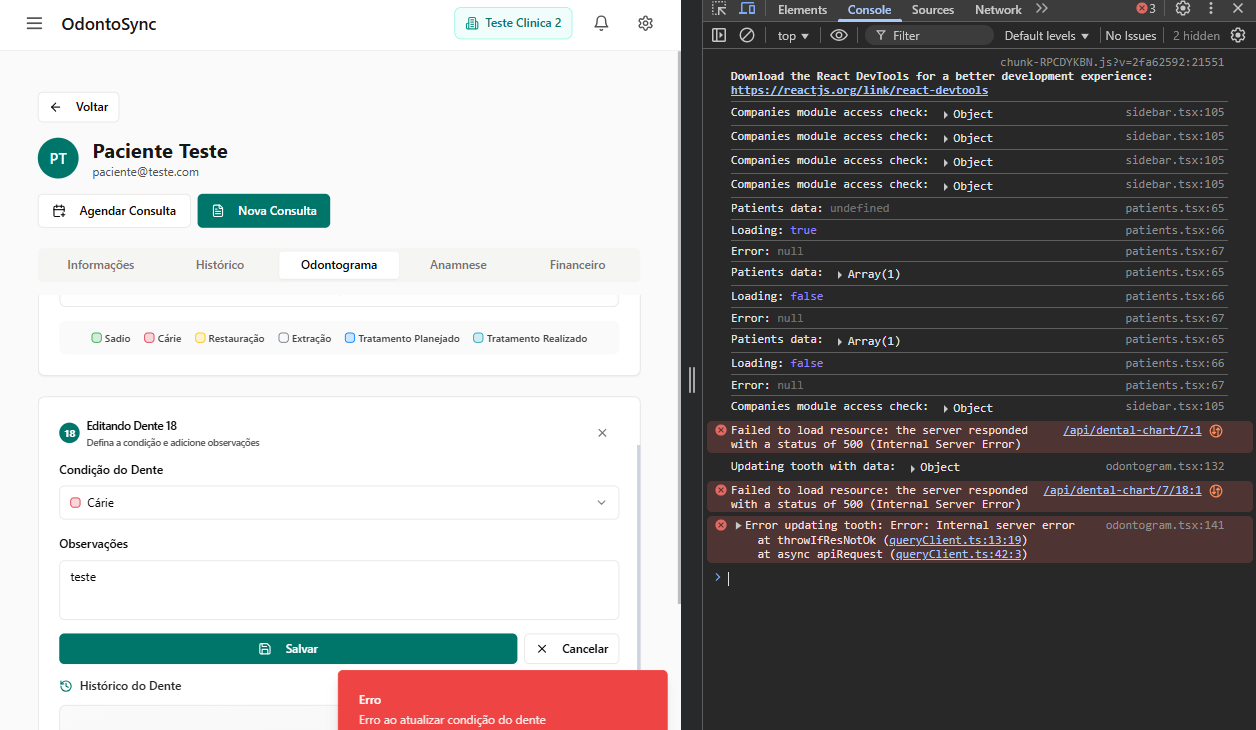 OdontoSync
Teste Clinica 2
Voltar
PT
Paciente Teste
paciente@teste.com
Agendar Consulta
Nova Consulta
Informações
Histórico
Odontograma
Anamnese
Financeiro
Sadio
Cárie
Restauração
Extração
Tratamento Planejado
Tratamento Realizado
18
Editando Dente 18
Defina a condição e adicione observações
Condição do Dente
Cárie
Observações
teste
Salvar
Cancelar
Histórico do Dente
Erro
Erro ao atualizar condição do dente
Elements Console Sources Network 3
top Filter Default levels No Issues 2 hidden
chunk-RPCDYKBN.js?v=2fa62592:21551
Download the React DevTools for a better development experience:
https://reactjs.org/link/react-devtools
Companies module access check: Object sidebar.tsx:105
Companies module access check: Object sidebar.tsx:105
Companies module access check: Object sidebar.tsx:105
Companies module access check: Object sidebar.tsx:105
Patients data: undefined patients.tsx:65
Loading: true patients.tsx:66
Error: null patients.tsx:67
Patients data: Array(1) patients.tsx:65
Loading: false patients.tsx:66
Error: null patients.tsx:67
Patients data: Array(1) patients.tsx:65
Loading: false patients.tsx:66
Error: null patients.tsx:67
Companies module access check: Object sidebar.tsx:105
Failed to load resource: the server responded /api/dental-chart/7:1
with a status of 500 (Internal Server Error)
Updating tooth with data: Object odontogram.tsx:132
Failed to load resource: the server responded /api/dental-chart/7/18:1
with a status of 500 (Internal Server Error)
Error updating tooth: Error: Internal server error odontogram.tsx:141
at throwIfResNotOk (queryClient.ts:13:19)
at async apiRequest (queryClient.ts:42:3)